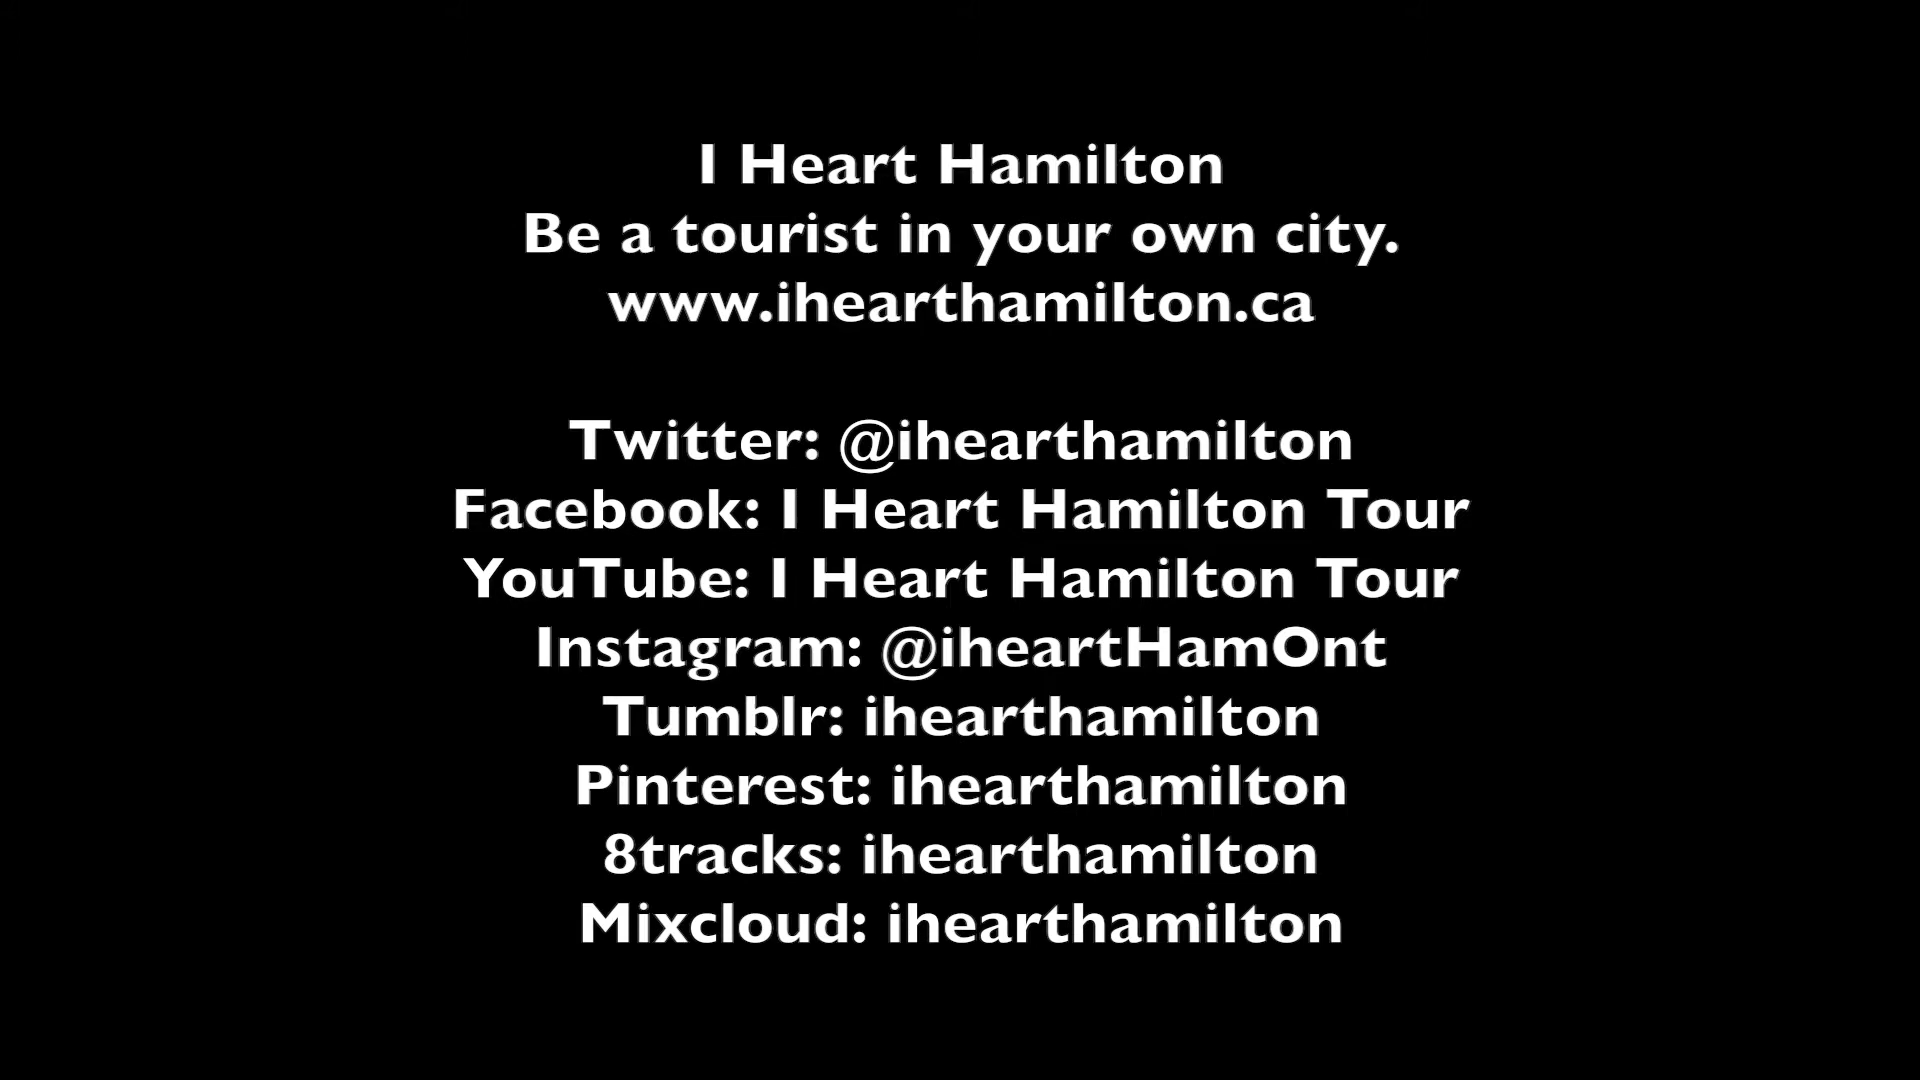 I Heart Hamilton
Be a tourist in your own city.
www.ihearthamilton.ca
Twitter: @ihearthamilton
Facebook: I Heart Hamilton Tour
YouTube: I Heart Hamilton Tour
Instagram: @iheartHamOnt
Tumblr: ihearthamilton
Pinterest: ihearthamilton
8tracks: ihearthamilton
Mixcloud: ihearthamilton